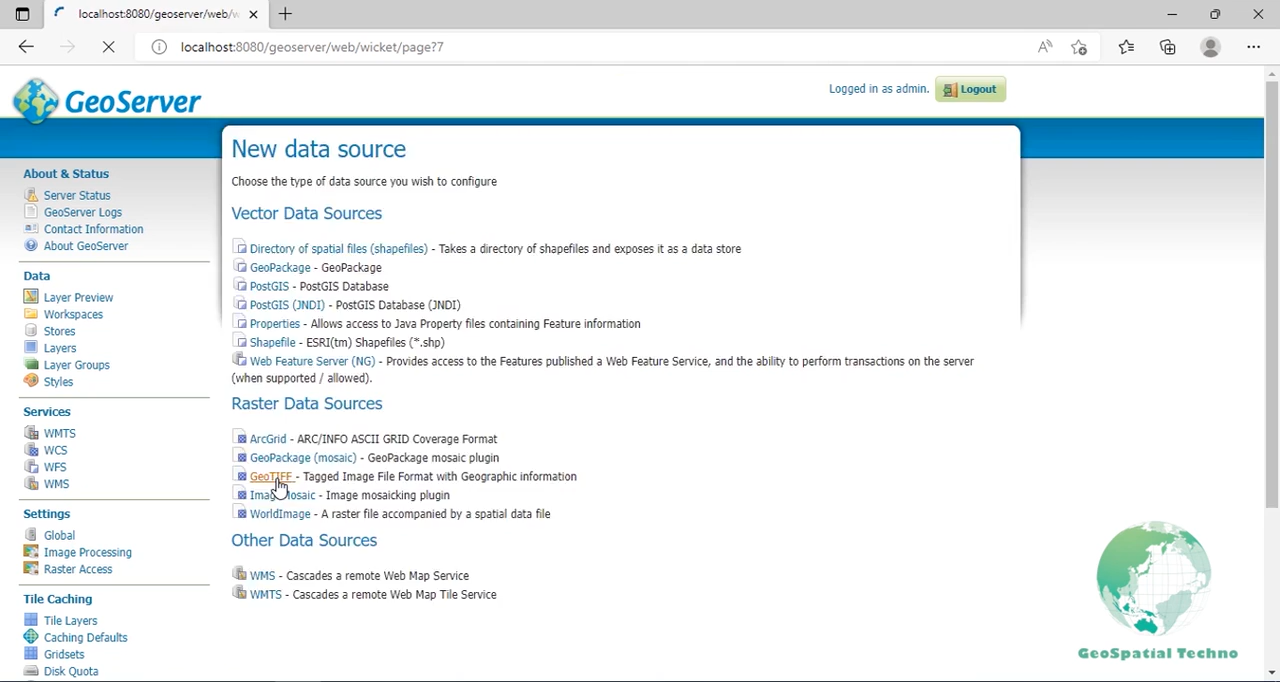 localhost:8080/geoserver/web/w
localhost:8080/geoserver/web/wicket/page?7
GeoServer
Logged in as admin.
Logout
About & Status
Server Status
GeoServer Logs
Contact Information
About GeoServer
Data
Layer Preview
Workspaces
Stores
Layers
Layer Groups
Styles
Services
WMTS
WCS
WFS
WMS
Settings
Global
Image Processing
Raster Access
Tile Caching
Tile Layers
Caching Defaults
Gridsets
Disk Quota
New data source
Choose the type of data source you wish to configure
Vector Data Sources
Directory of spatial files (shapefiles) - Takes a directory of shapefiles and exposes it as a data store
GeoPackage - GeoPackage
PostGIS - PostGIS Database
PostGIS (JNDI) - PostGIS Database (JNDI)
Properties - Allows access to Java Property files containing Feature information
Shapefile - ESRI(tm) Shapefiles (*.shp)
Web Feature Server (NG) - Provides access to the Features published a Web Feature Service, and the ability to perform transactions on the server
(when supported / allowed).
Raster Data Sources
ArcGrid - ARC/INFO ASCII GRID Coverage Format
GeoPackage (mosaic) - GeoPackage mosaic plugin
GeoTIFF - Tagged Image File Format with Geographic information
ImageMosaic - Image mosaicking plugin
WorldImage - A raster file accompanied by a spatial data file
Other Data Sources
WMS - Cascades a remote Web Map Service
WMTS - Cascades a remote Web Map Tile Service
GeoSpatial Techno